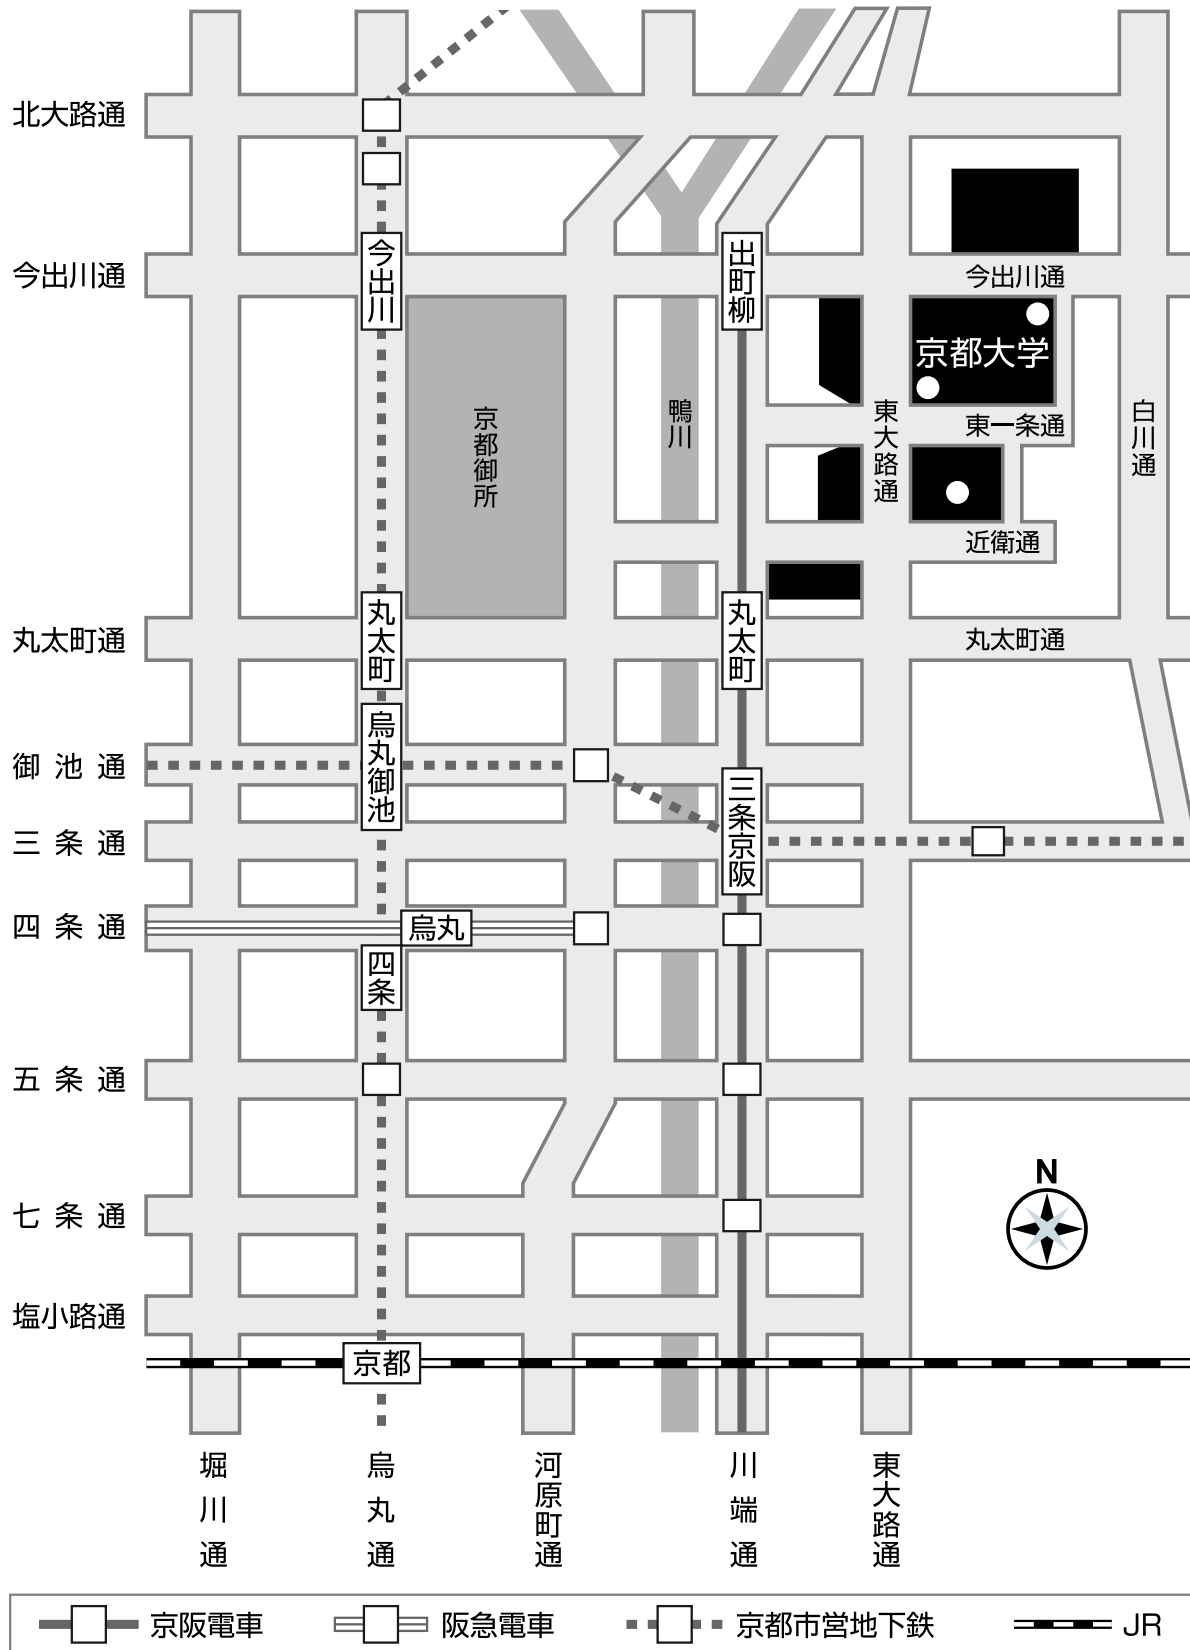 北大路通
今出川通
今出川
出町柳
今出川通
京都大学
京都御所
鴨川
東大路通
東一条通
白川通
近衛通
丸太町通
丸太町
丸太町
丸太町通
御池通
烏丸御池
三条通
三条京阪
四条通
烏丸
四条
五条通
N
七条通
塩小路通
京都
堀川通
烏丸通
河原町通
川端通
東大路通
京阪電車
阪急電車
京都市営地下鉄
JR